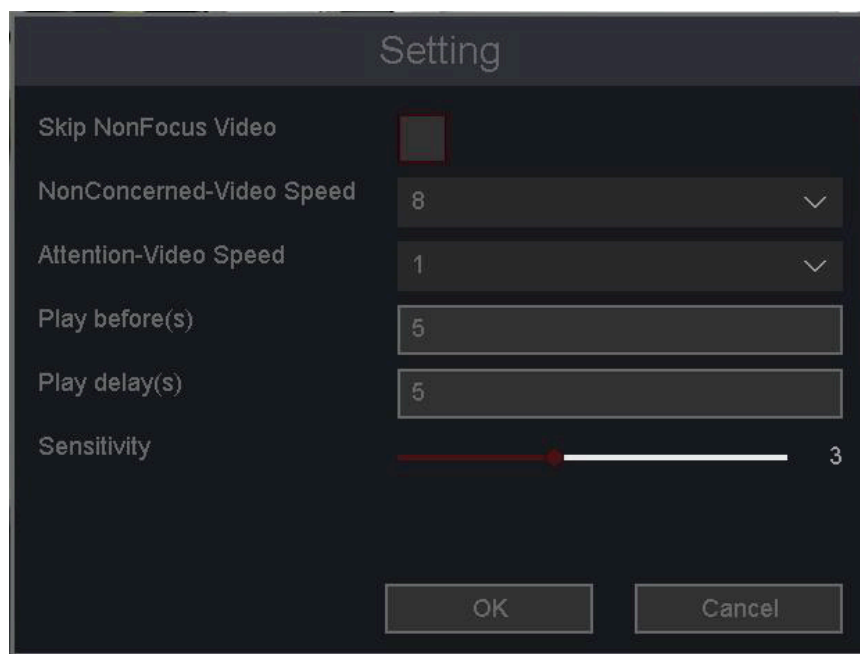 Setting
Skip NonFocus Video
NonConcerned-Video Speed 8
Attention-Video Speed 1
Play before(s) 5
Play delay(s) 5
Sensitivity 3
OK Cancel